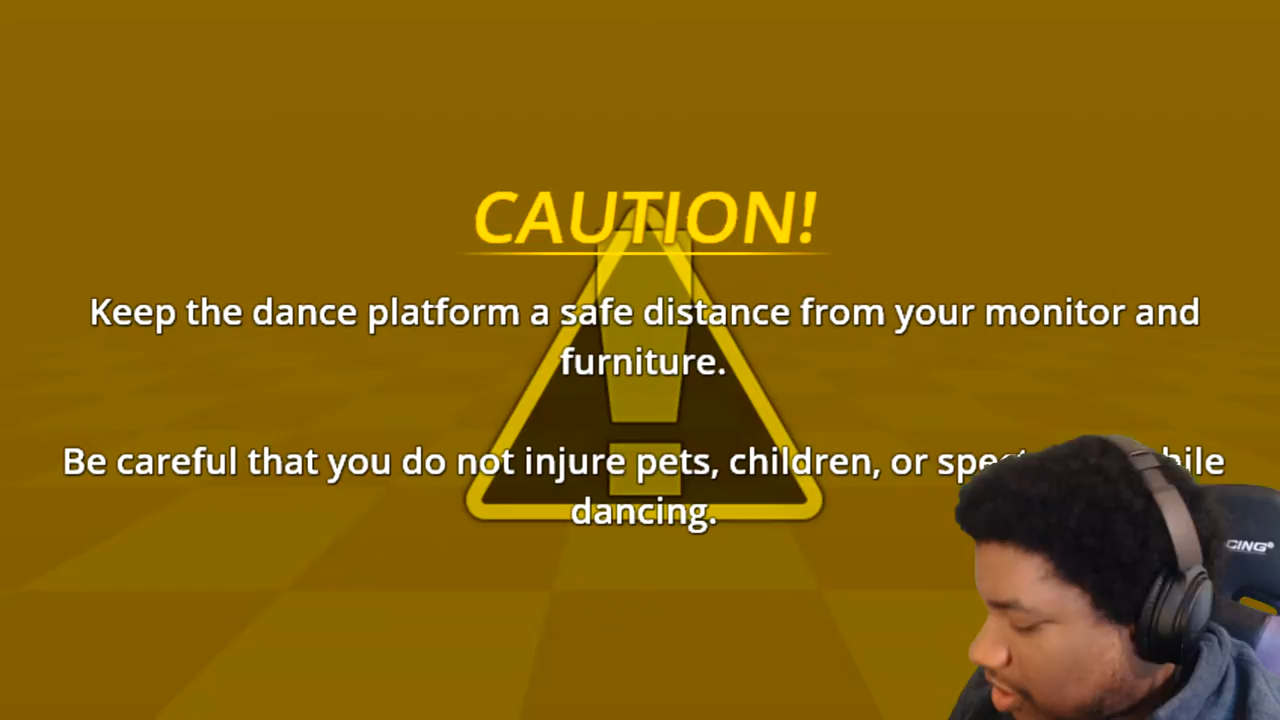 CAUTION!
Keep the dance platform a safe distance from your monitor and
furniture.
Be careful that you do not injure pets, children, or
dancing.
CING®